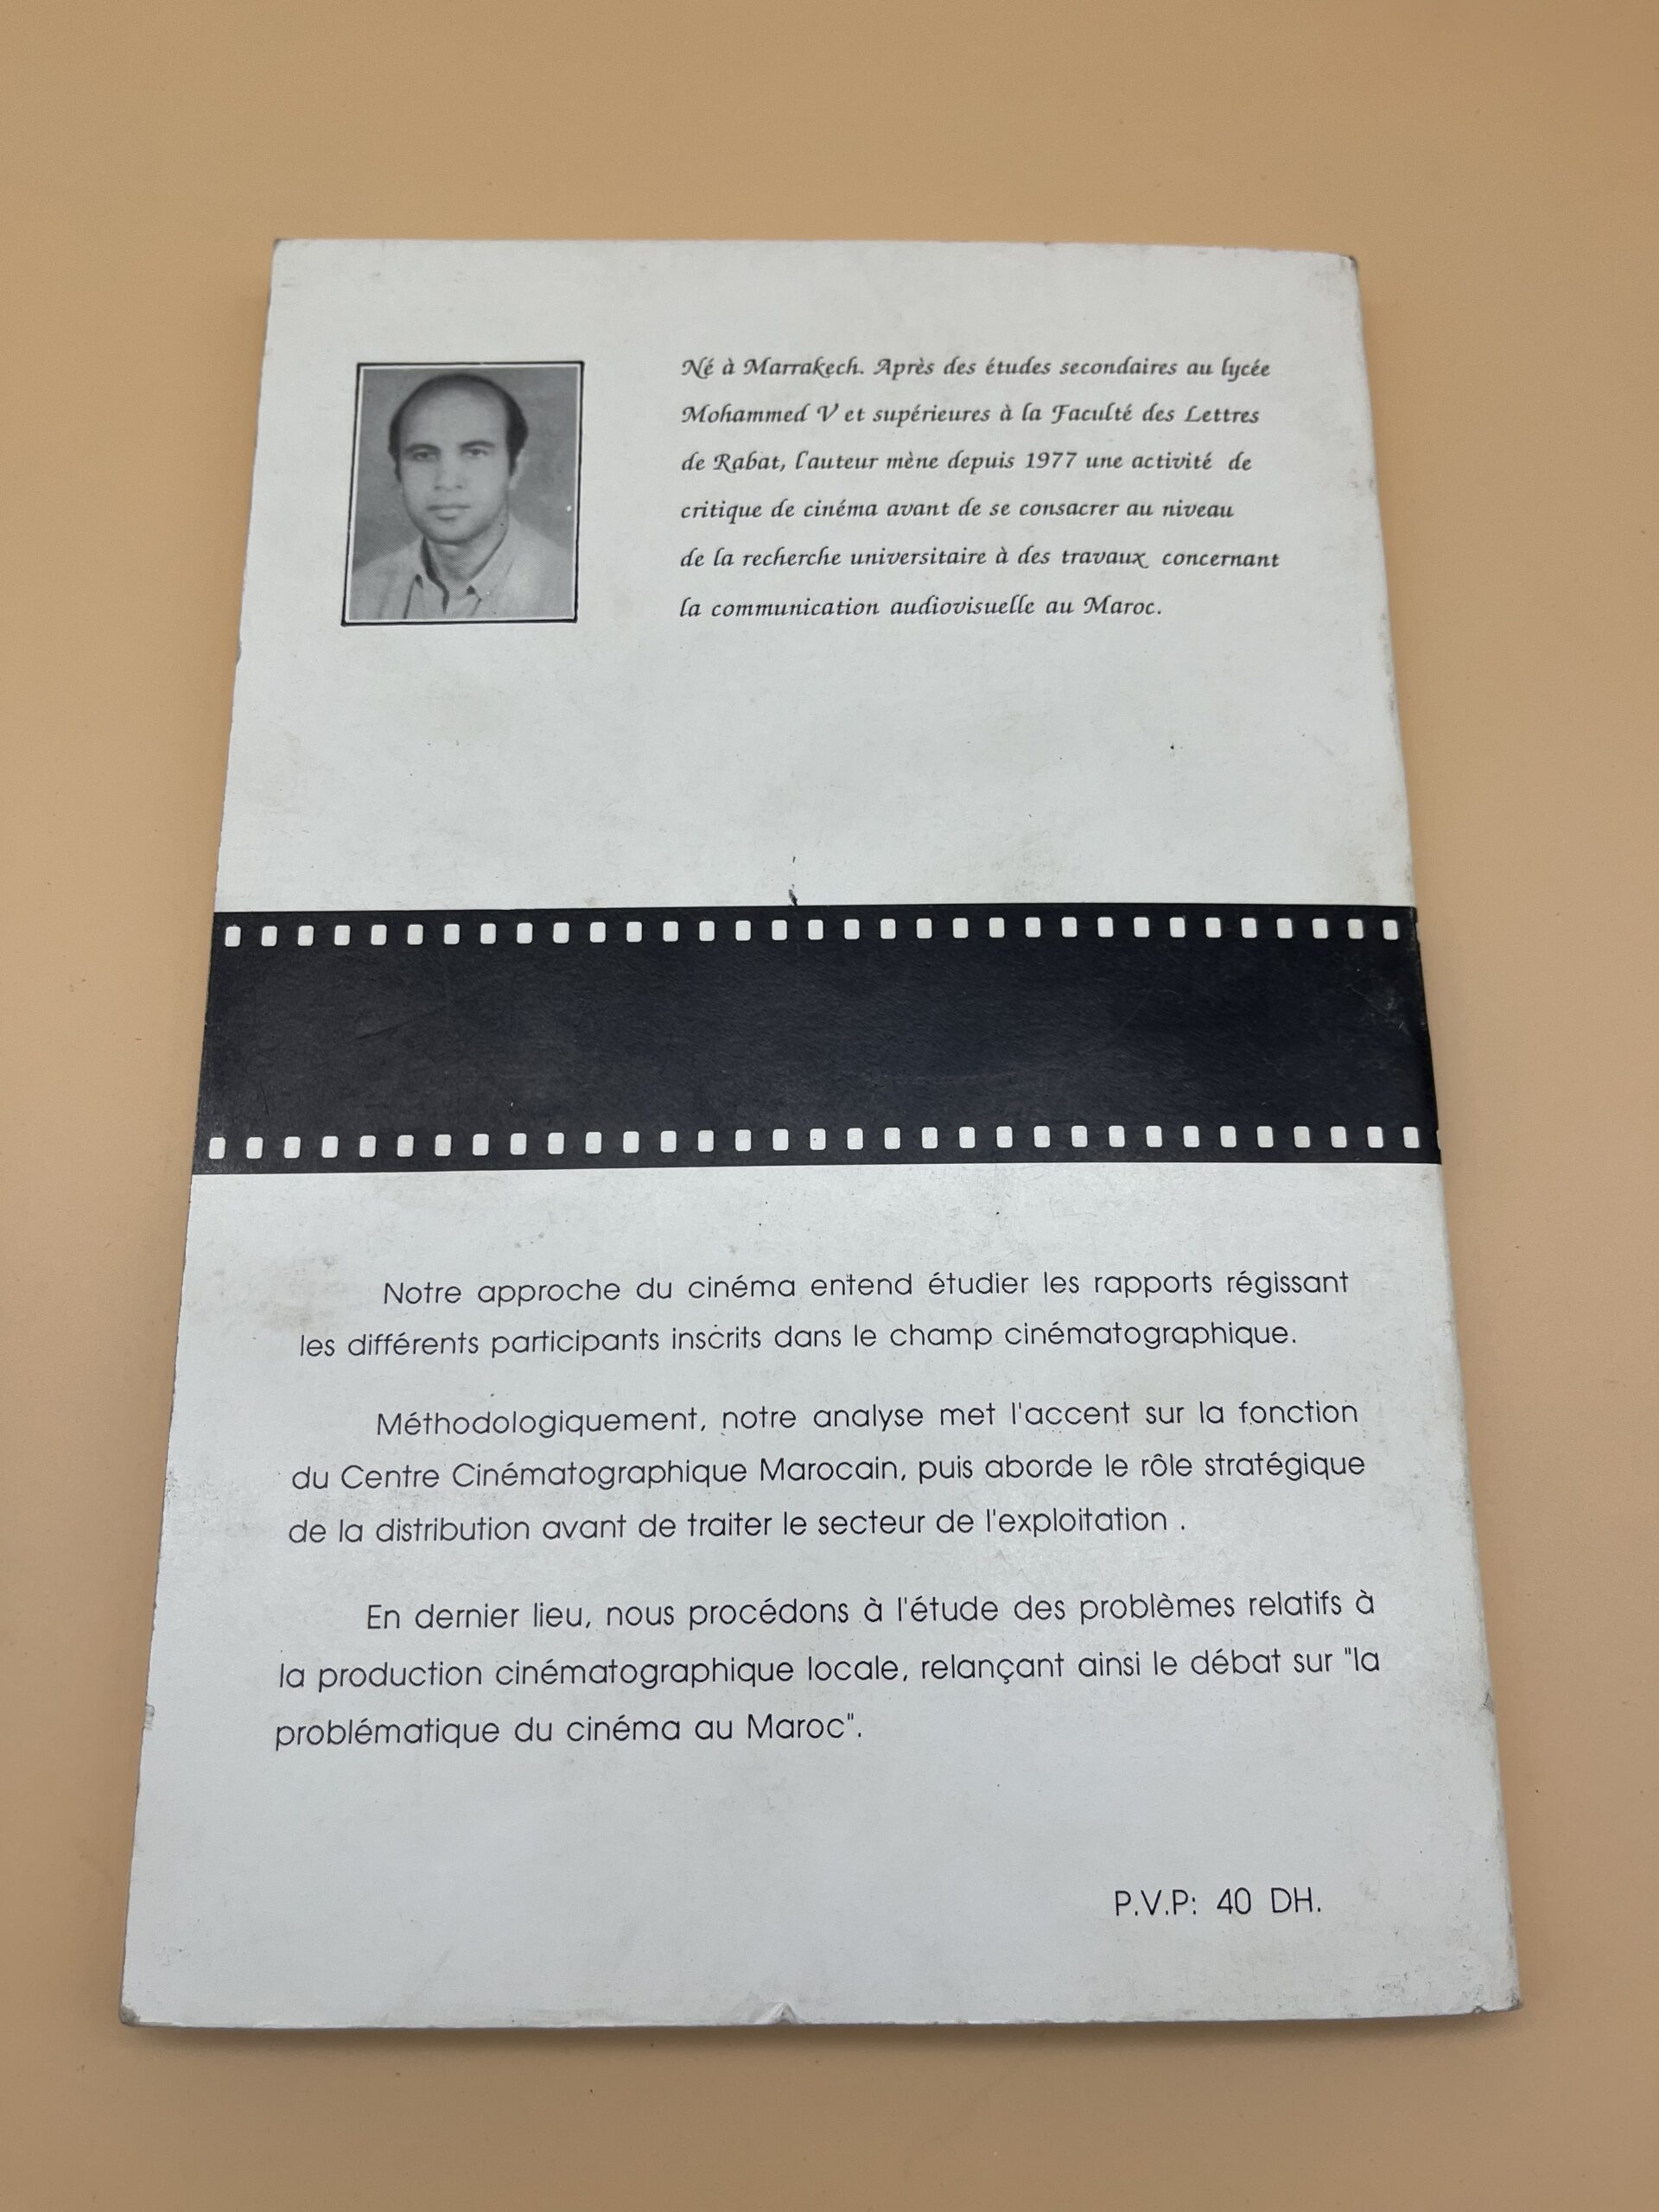 Né à Marrakech. Après des études secondaires au lycée
Mohammed V et supérieures à la Faculté des Lettres
de Rabat, l'auteur mène depuis 1977 une activité de
critique de cinéma avant de se consacrer au niveau
de la recherche universitaire à des travaux concernant
la communication audiovisuelle au Maroc.
Notre approche du cinéma entend étudier les rapports régissant
les différents participants inscrits dans le champ cinématographique.
Méthodologiquement, notre analyse met l'accent sur la fonction
du Centre Cinématographique Marocain, puis aborde le rôle stratégique
de la distribution avant de traiter le secteur de l'exploitation .
En dernier lieu, nous procédons à l'étude des problèmes relatifs à
la production cinématographique locale, relançant ainsi le débat sur "la
problématique du cinéma au Maroc".
P.V.P: 40 DH.